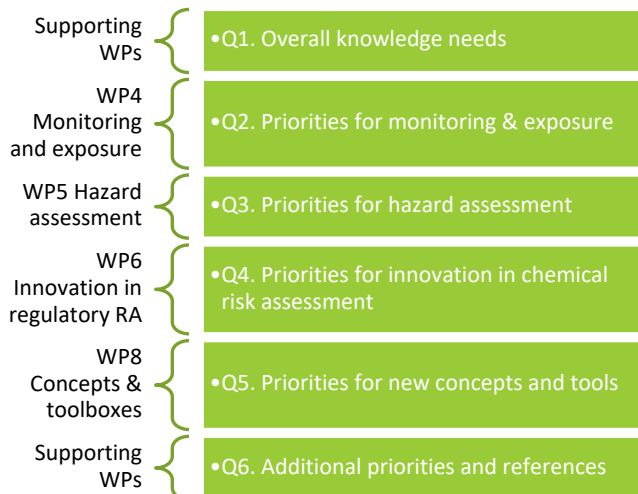 Supporting
WPs
•Q1. Overall knowledge needs
WP4
Monitoring
and exposure
•Q2. Priorities for monitoring & exposure
WP5 Hazard
assessment
•Q3. Priorities for hazard assessment
WP6
Innovation in
regulatory RA
•Q4. Priorities for innovation in chemical
risk assessment
WP8
Concepts &
toolboxes
•Q5. Priorities for new concepts and tools
Supporting
WPs
•Q6. Additional priorities and references